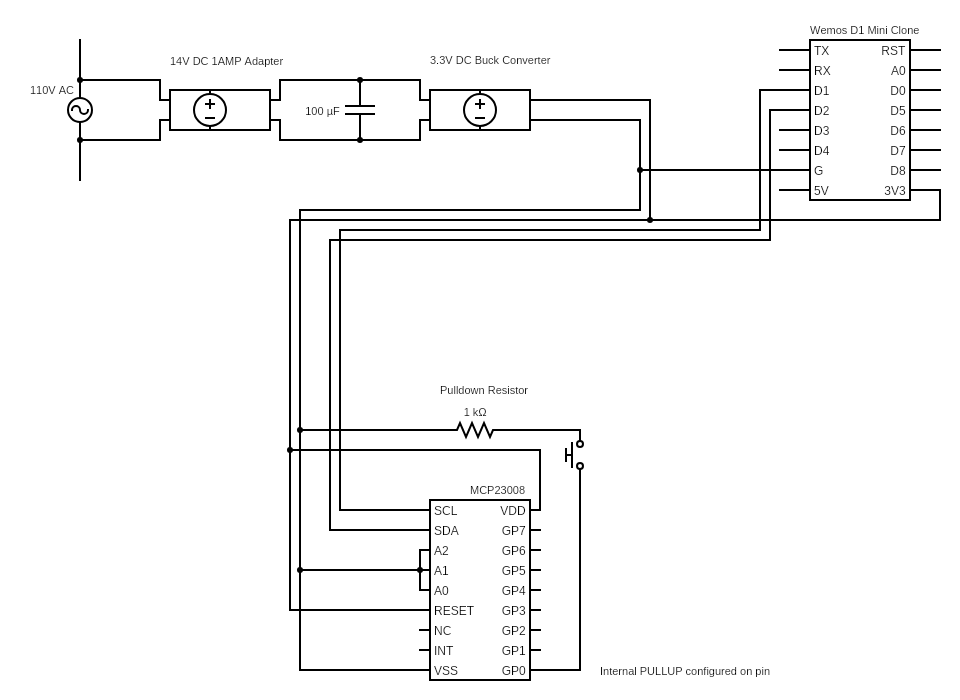 Wemos D1 Mini Clone
TX RST
RX A0
D1 D0
D2 D5
D3 D6
D4 D7
G D8
5V 3V3
14V DC 1AMP Adapter
3.3V DC Buck Converter
110V AC
100 µF
Pulldown Resistor
1 kΩ
MCP23008
SCL VDD
SDA GP7
A2 GP6
A1 GP5
A0 GP4
RESET GP3
NC GP2
INT GP1
VSS GP0
Internal PULLUP configured on pin